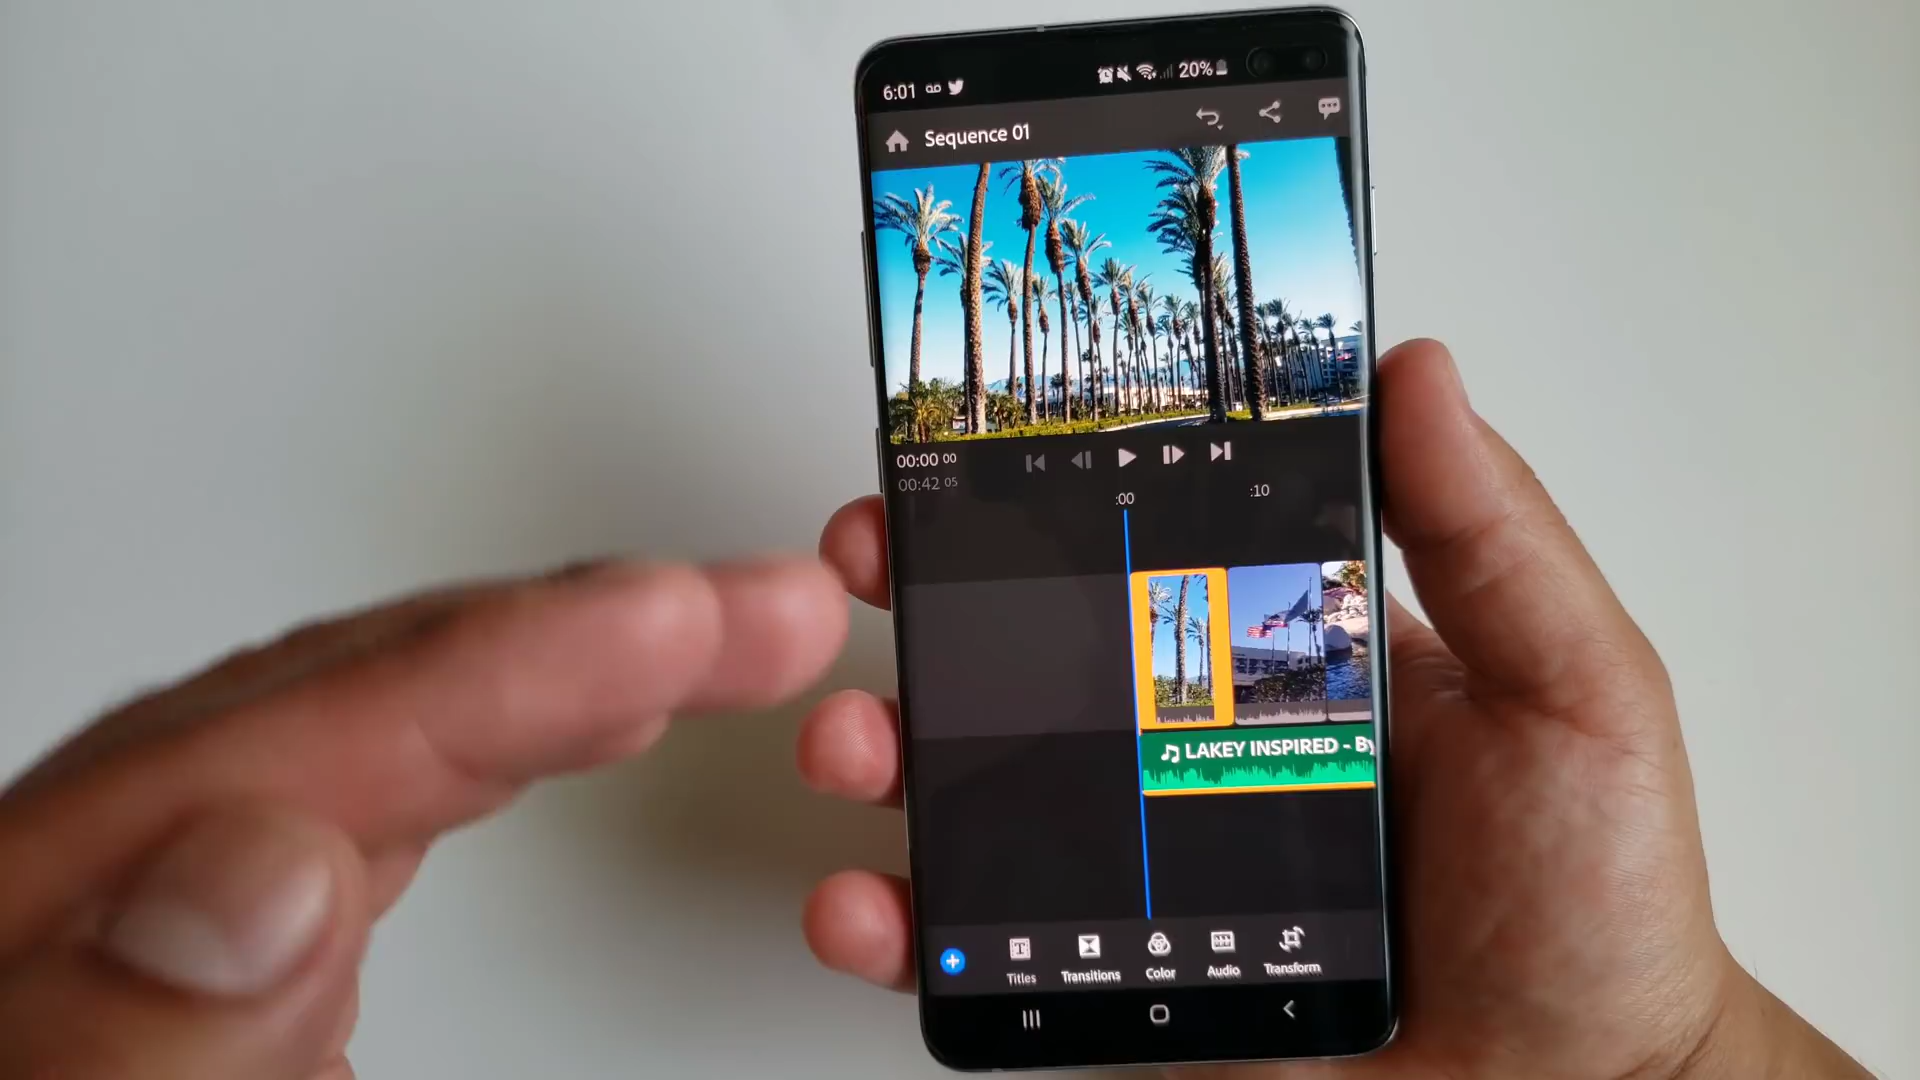 6:01 20%
Sequence 01
00:00 00
00:42 05
:00 :10
LAKEY INSPIRED - By
Titles Transitions Color Audio Transform